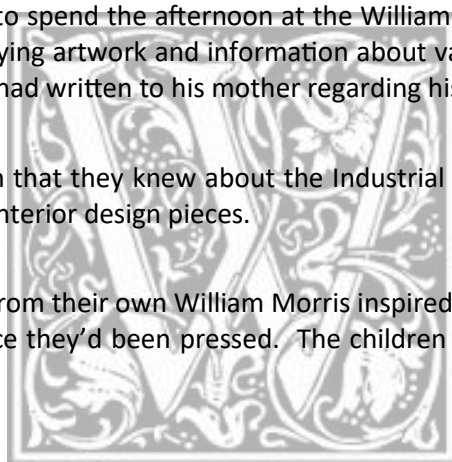 to spend the afternoon at the William
ying artwork and information about va
had written to his mother regarding his
n that they knew about the Industrial
nterior design pieces.
rom their own William Morris inspired
ce they’d been pressed. The children
W